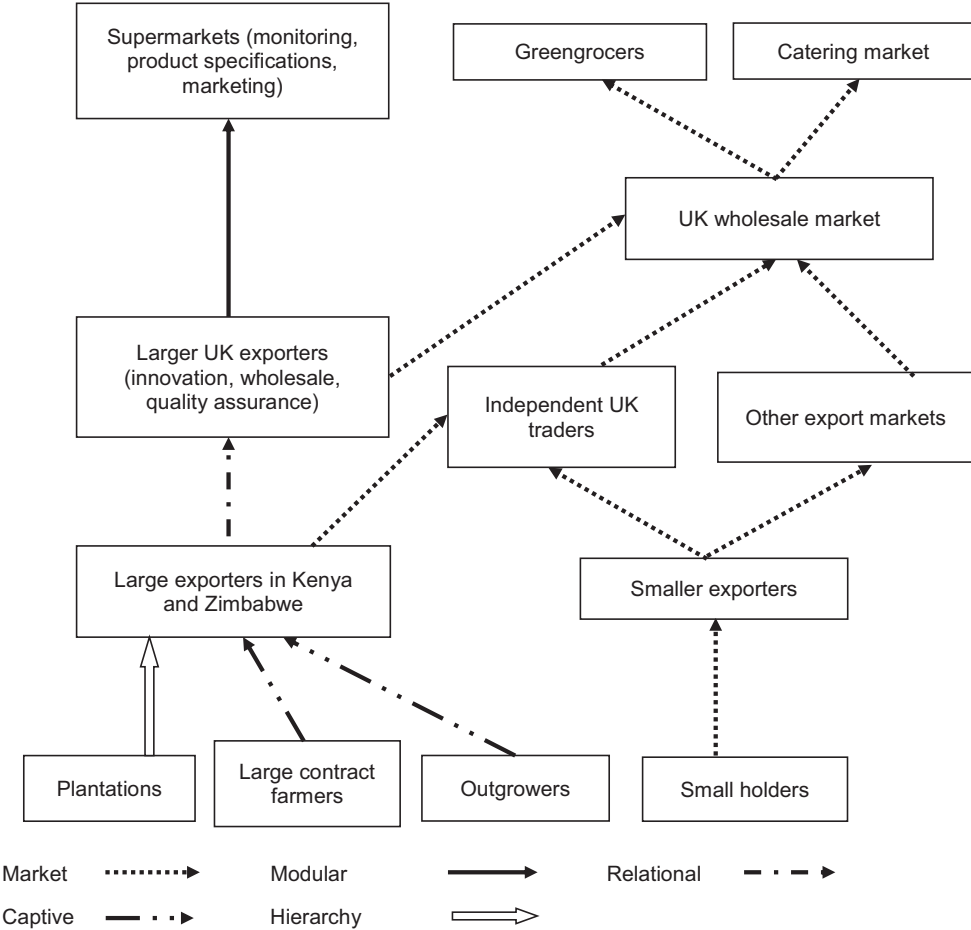 Supermarkets (monitoring,
product specifications,
marketing)
Greengrocers
Catering market
UK wholesale market
Larger UK exporters
(innovation, wholesale,
quality assurance)
Independent UK
traders
Other export markets
Large exporters in Kenya
and Zimbabwe
Smaller exporters
Plantations
Large contract
farmers
Outgrowers
Small holders
Market
Modular
Relational
Captive
Hierarchy